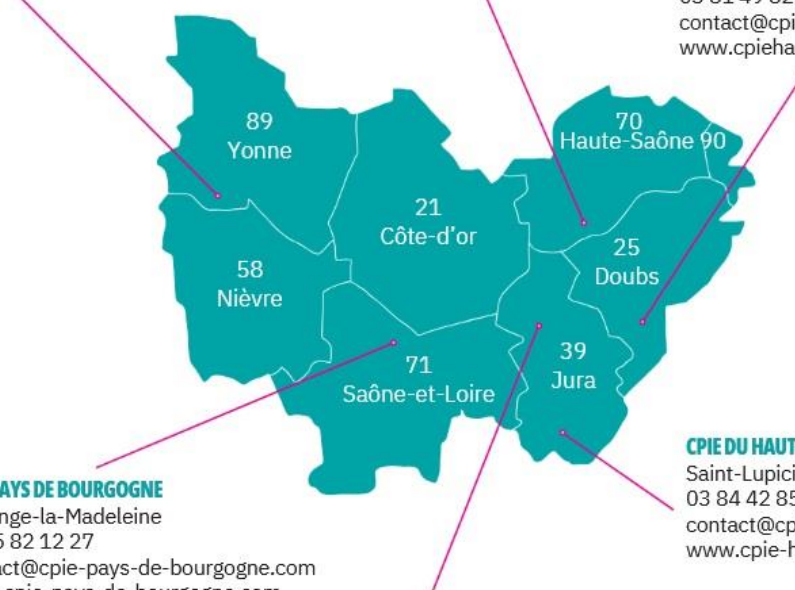 contact@cpi
www.cpieha
89
Yonne
70
Haute-Saône 90
21
Côte-d'or
25
Doubs
58
Nièvre
39
Jura
71
Saône-et-Loire
CPIE DU HAUT
Saint-Lupici
03 84 42 85
contact@cp
www.cpie-h
AYS DE BOURGOGNE
nge-la-Madeleine
5 82 12 27
act@cpie-pays-de-bourgogne.com